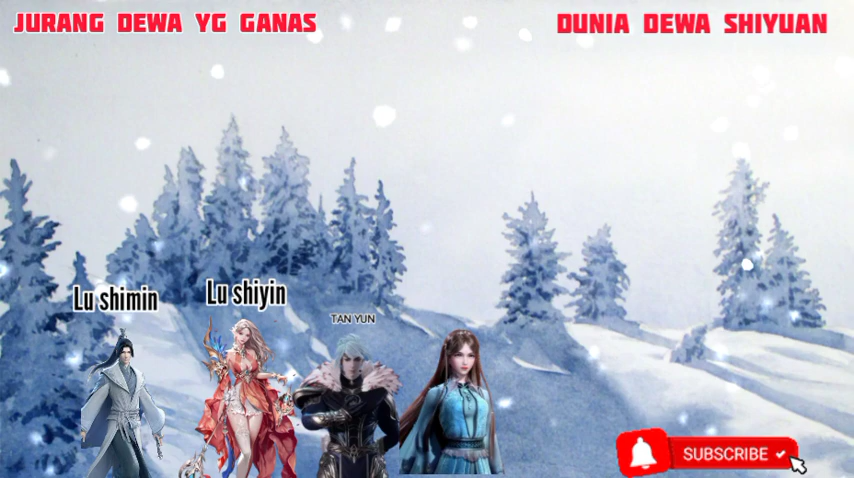 JURANG DEWA YG GANAS
DUNIA DEWA SHIYUAN
Lu shimin
Lu shiyin
TAN YUN
SUBSCRIBE